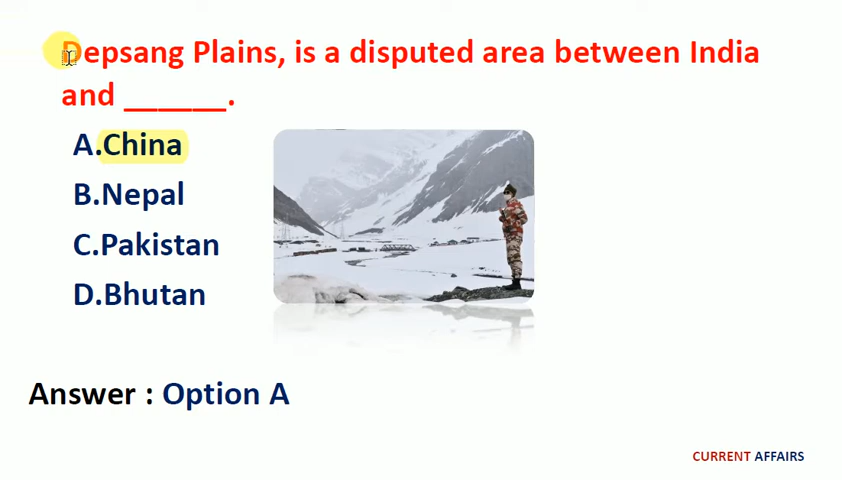 Depsang Plains, is a disputed area between India
and ______.
A.China
B.Nepal
C.Pakistan
D.Bhutan
Answer : Option A
CURRENT AFFAIRS